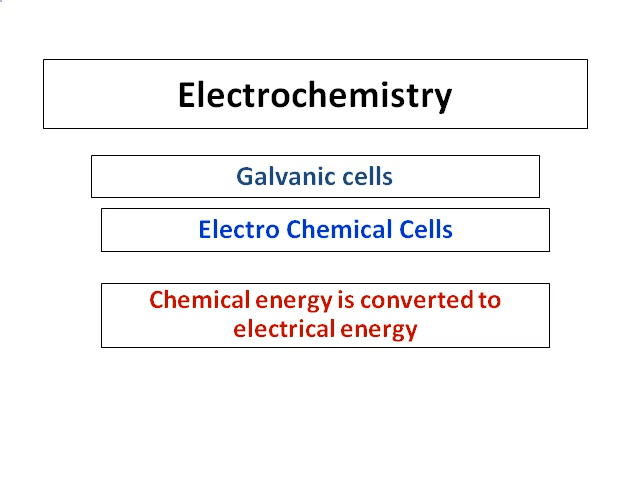 Electrochemistry
Galvanic cells
Electro Chemical Cells
Chemical energy is converted to
electrical energy